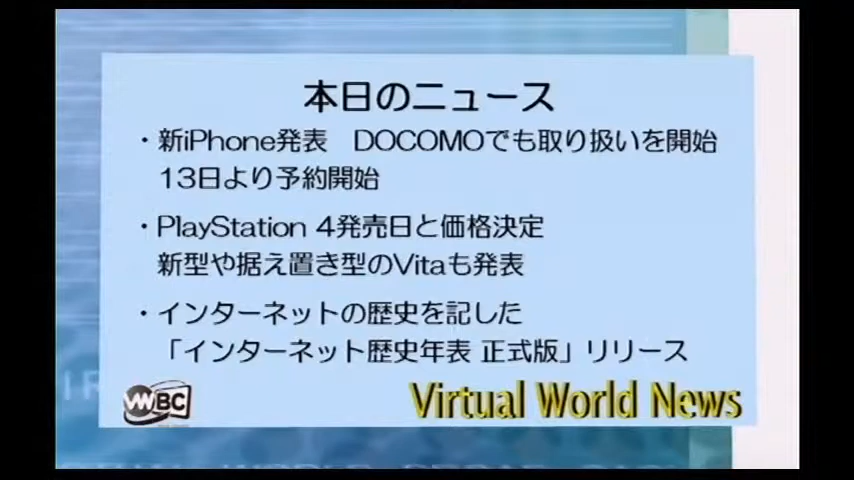 本日のニュース
・新iPhone発表　DOCOMOでも取り扱いを開始
13日より予約開始
・PlayStation 4発売日と価格決定
新型や据え置き型のVitaも発表
・インターネットの歴史を記した
「インターネット歴史年表 正式版」リリース
VWBC
Virtual World News